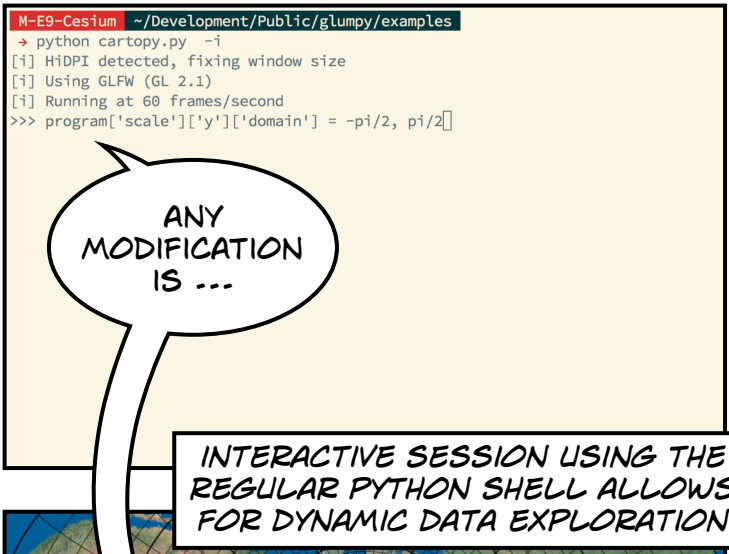 M-E9-Cesium ~/Development/Public/glumpy/examples
→ python cartopy.py -i
[i] HiDPI detected, fixing window size
[i] Using GLFW (GL 2.1)
[i] Running at 60 frames/second
>>> program['scale']['y']['domain'] = -pi/2, pi/2
ANY
MODIFICATION
IS ...
INTERACTIVE SESSION USING THE
REGULAR PYTHON SHELL ALLOWS
FOR DYNAMIC DATA EXPLORATION